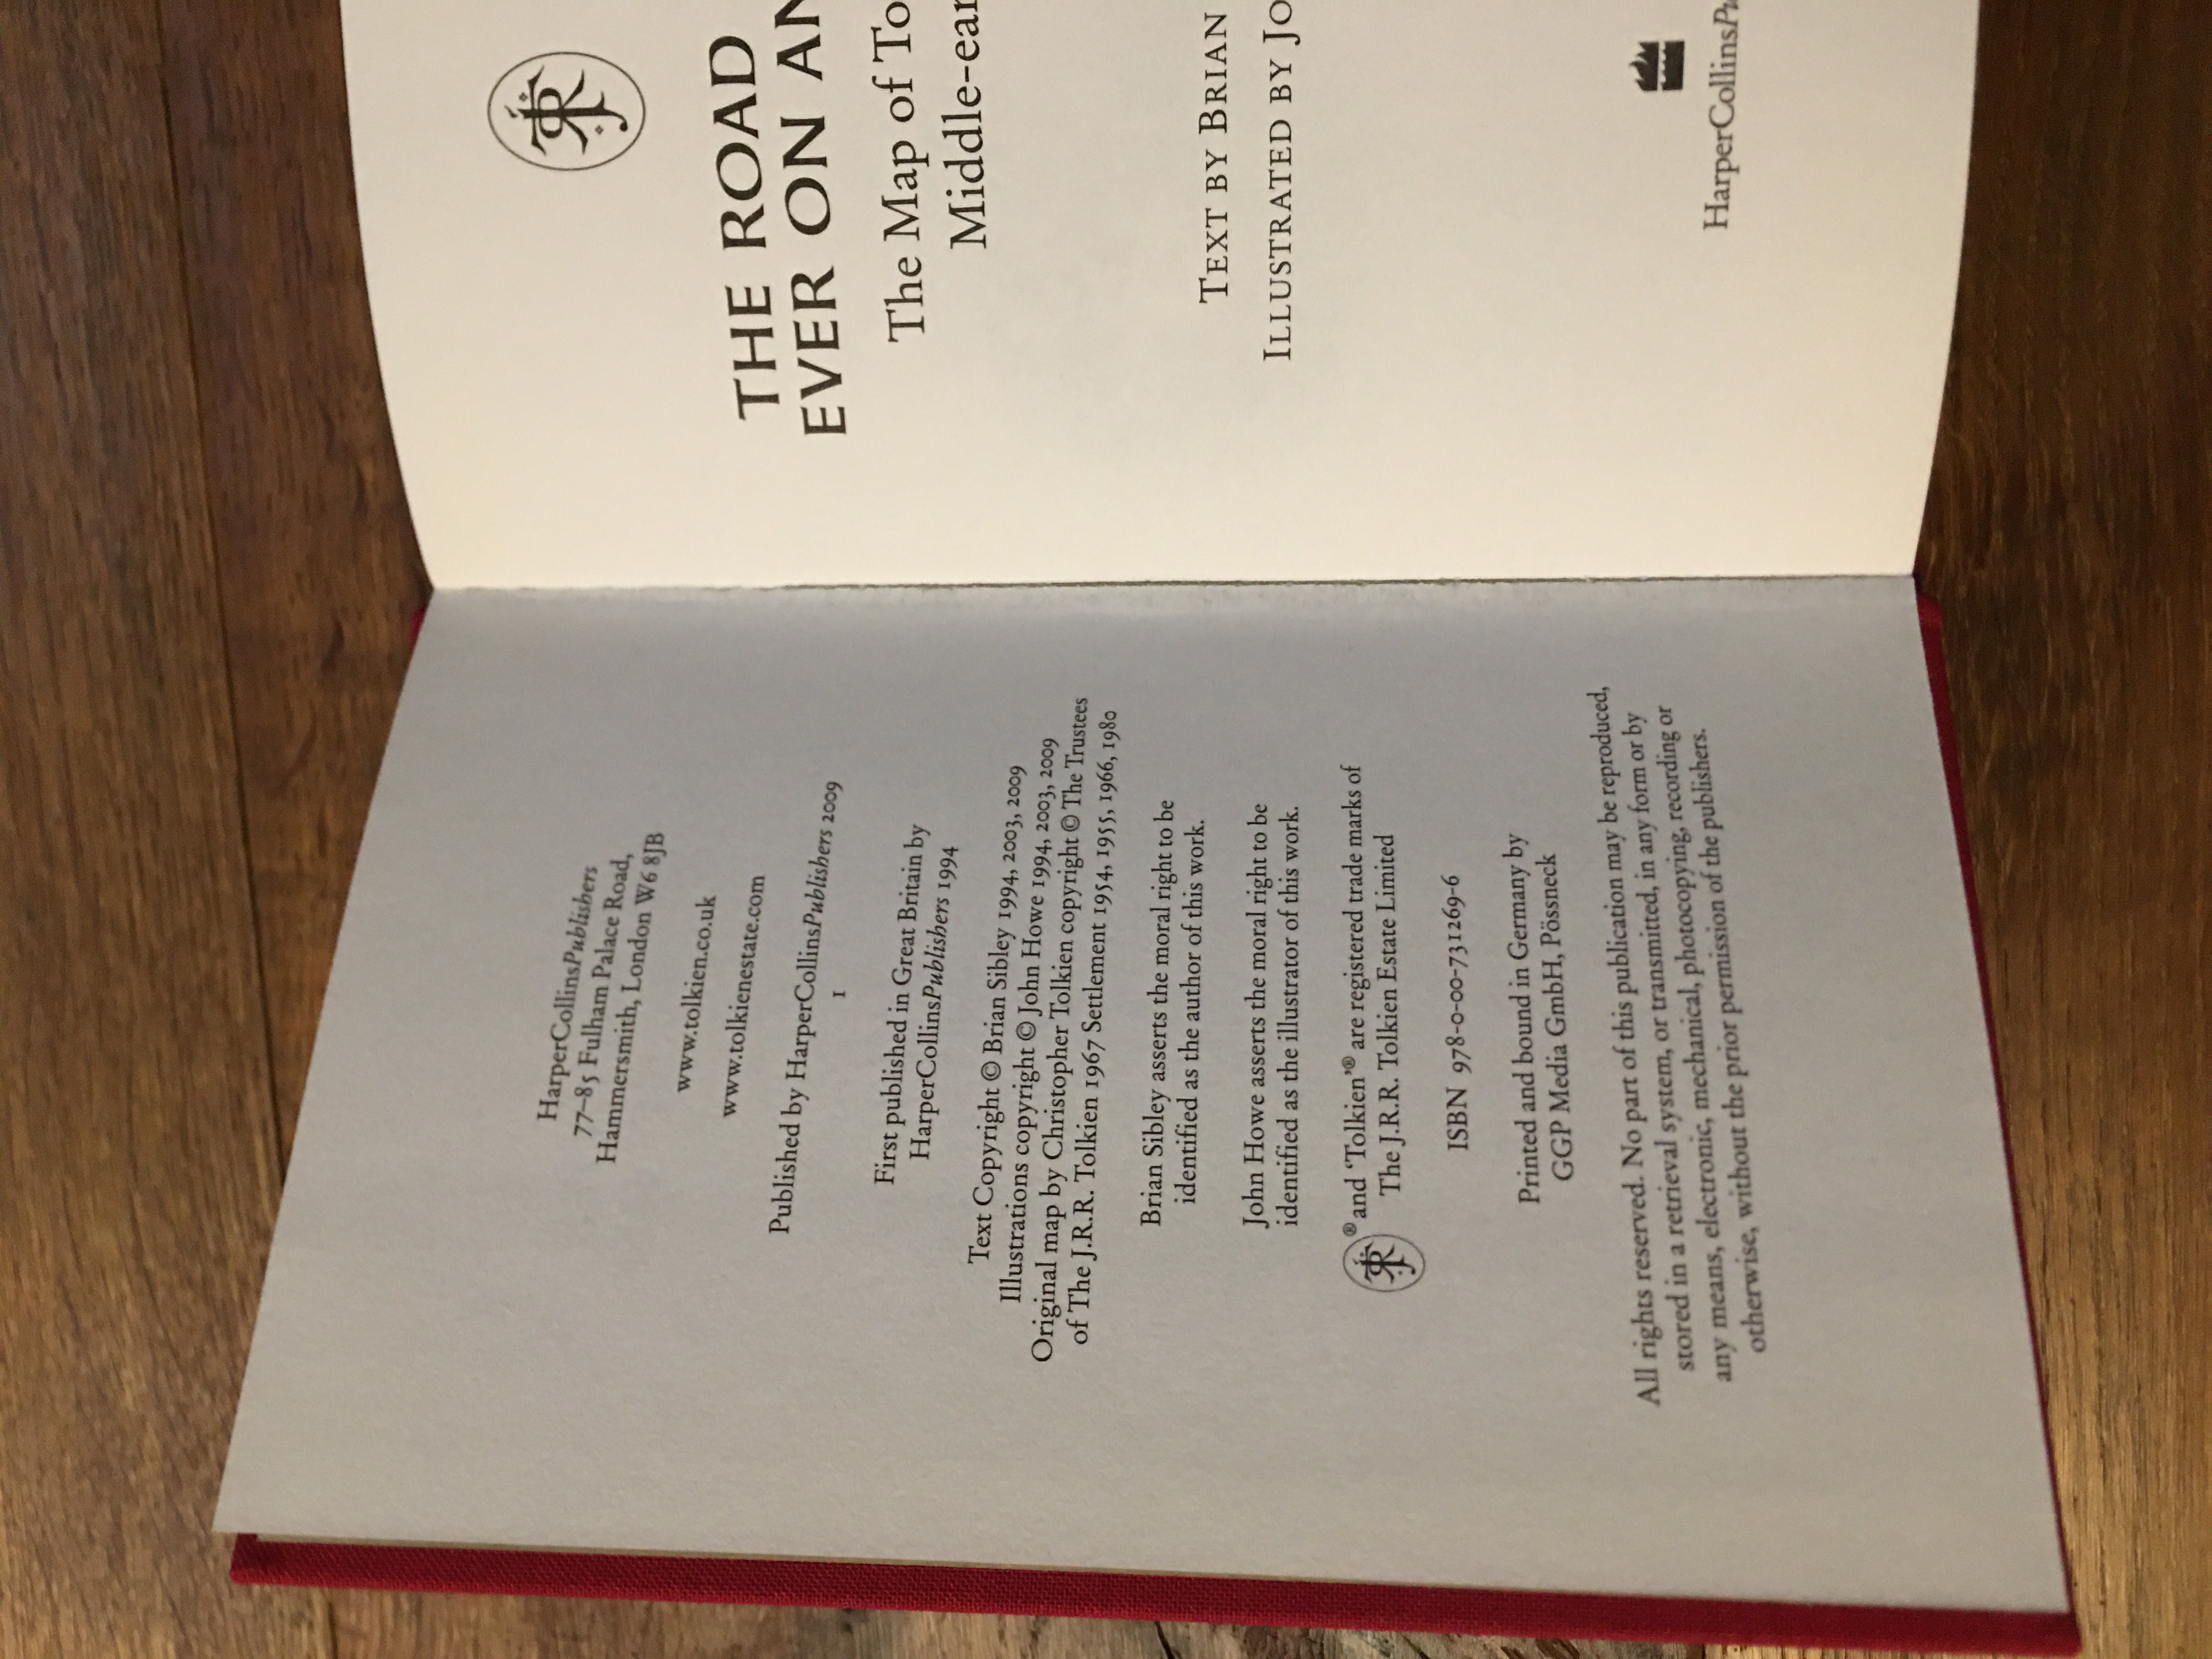 HarperCollinsPublishers
77–85 Fulham Palace Road,
Hammersmith, London W6 8JB
www.tolkien.co.uk
www.tolkienestate.com
Published by HarperCollinsPublishers 2009
1
First published in Great Britain by
HarperCollinsPublishers 1994
Text Copyright © Brian Sibley 1994, 2003, 2009
Illustrations copyright © John Howe 1994, 2003, 2009
Original map by Christopher Tolkien copyright © The Trustees
of The J.R.R. Tolkien 1967 Settlement 1954, 1955, 1966, 1980
Brian Sibley asserts the moral right to be
identified as the author of this work.
John Howe asserts the moral right to be
identified as the illustrator of this work.
® and ‘Tolkien’® are registered trade marks of
The J.R.R. Tolkien Estate Limited
ISBN 978-0-00-731269-6
Printed and bound in Germany by
GGP Media GmbH, Pössneck
All rights reserved. No part of this publication may be reproduced,
stored in a retrieval system, or transmitted, in any form or by
any means, electronic, mechanical, photocopying, recording or
otherwise, without the prior permission of the publishers.
THE ROAD
EVER ON AN
The Map of To
Middle-ear
TEXT BY BRIAN
ILLUSTRATED BY JO
HarperCollinsPu